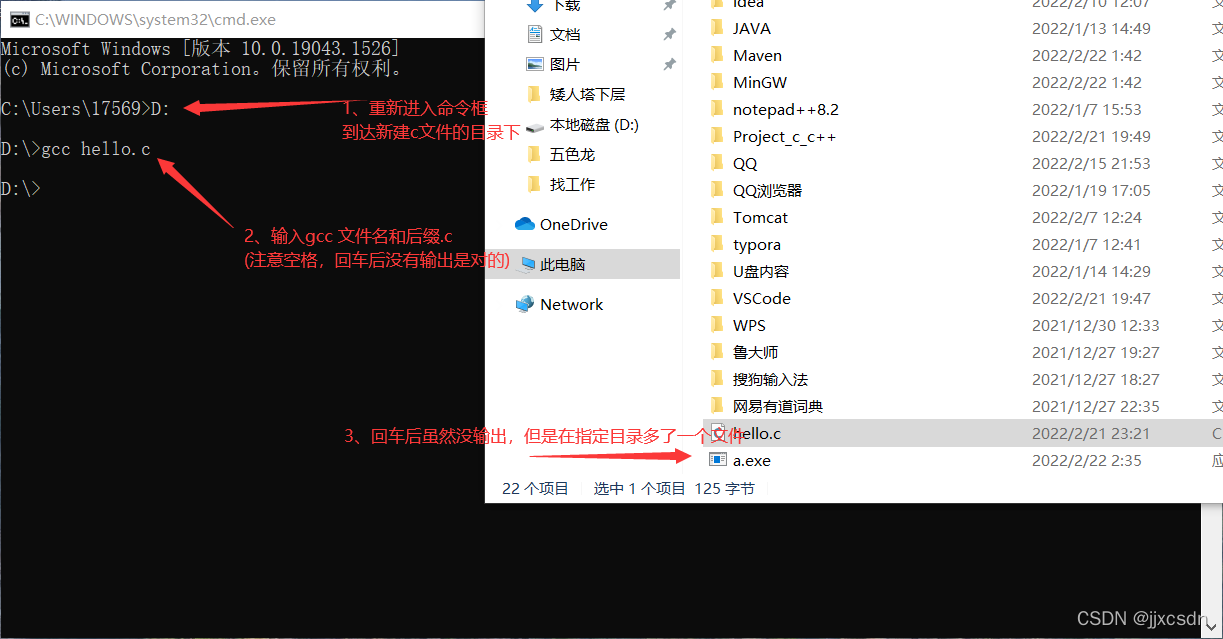 C:\WINDOWS\system32\cmd.exe
Microsoft Windows [版本 10.0.19043.1526]
(c) Microsoft Corporation。保留所有权利。
C:\Users\17569>D:
D:\>gcc hello.c
D:\>
1、重新进入命令框
到达新建c文件的目录下
2、输入gcc 文件名和后缀.c
(注意空格，回车后没有输出是对的)
3、回车后虽然没输出，但是在指定目录多了一个文件
下载
文档
图片
矮人塔下层
本地磁盘 (D:)
五色龙
找工作
OneDrive
此电脑
Network
Idea 2022/2/10 12:07 文
JAVA 2022/1/13 14:49 文
Maven 2022/2/22 1:42 文
MinGW 2022/2/22 1:42 文
notepad++8.2 2022/1/7 15:53 文
Project_c_c++ 2022/2/21 19:49 文
QQ 2022/2/15 21:53 文
QQ浏览器 2022/1/19 17:05 文
Tomcat 2022/2/7 12:24 文
typora 2022/1/7 12:41 文
U盘内容 2022/1/14 14:29 文
VSCode 2022/2/21 19:47 文
WPS 2021/12/30 12:33 文
鲁大师 2021/12/27 19:27 文
搜狗输入法 2021/12/27 18:27 文
网易有道词典 2021/12/27 22:35 文
hello.c 2022/2/21 23:21 C
a.exe 2022/2/22 2:35 应
22 个项目 选中 1 个项目 125 字节
CSDN @jjxcsdn